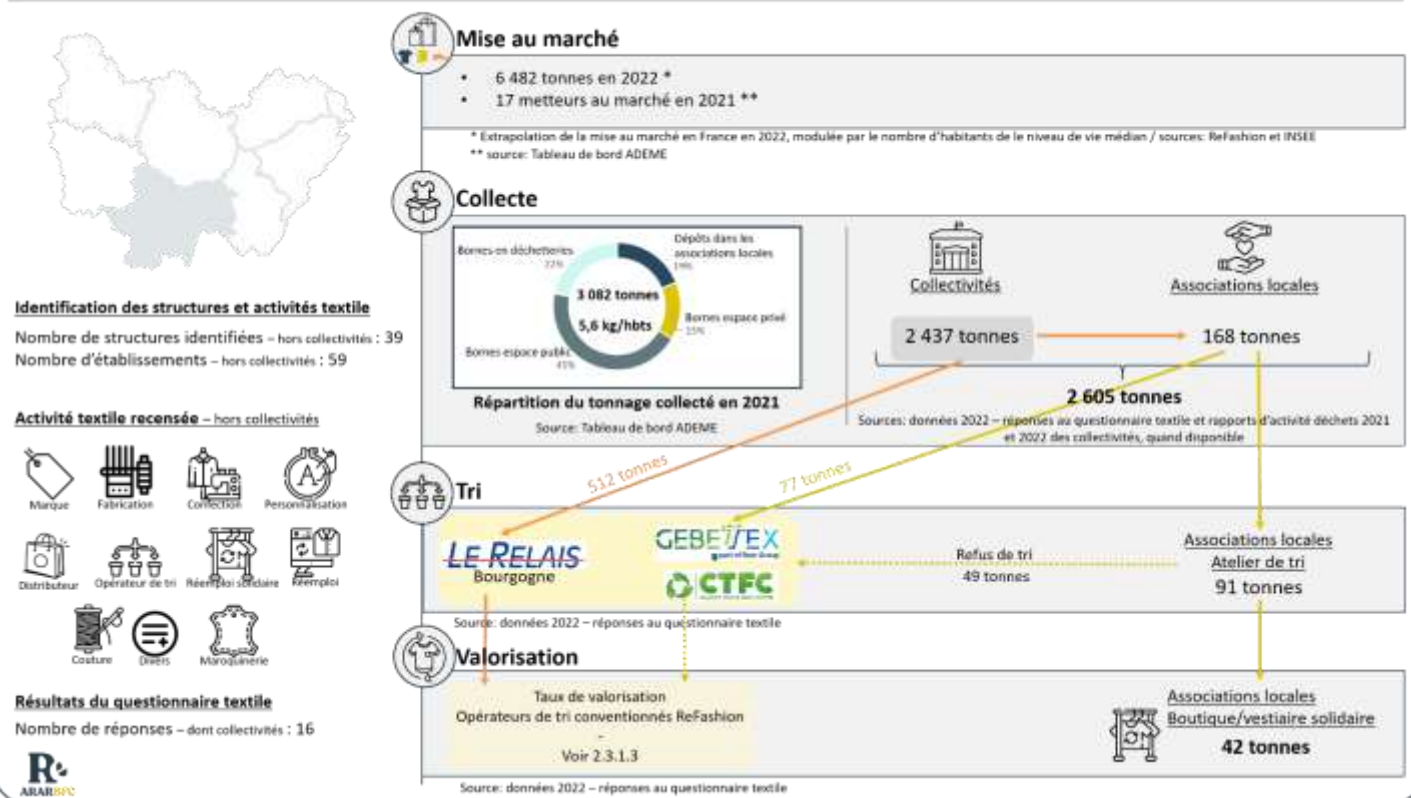 Mise au marché
• 6 482 tonnes en 2022 *
• 17 metteurs au marché en 2021 **
* Extrapolation de la mise au marché en France en 2022, modulée par le nombre d'habitants de le niveau de vie médian / sources: ReFashion et INSEE
** source: Tableau de bord ADEME
Collecte
Bornes en déchetteries
22%
Dépôts dans les
associations locales
19%
3 082 tonnes
5,6 kg/hbts
Bornes espace privé
15%
Bornes espace public
Répartition du tonnage collecté en 2021
Source: Tableau de bord ADEME
Collectivités
2 437 tonnes
Associations locales
168 tonnes
2 605 tonnes
Sources: données 2022 – réponses au questionnaire textile et rapports d'activité déchets 2021
et 2022 des collectivités, quand disponible
512 tonnes
77 tonnes
Tri
LE RELAIS
Bourgogne
GEBETEX
CTFC
Refus de tri
49 tonnes
Associations locales
Atelier de tri
91 tonnes
Source: données 2022 – réponses au questionnaire textile
Valorisation
Taux de valorisation
Opérateurs de tri conventionnés ReFashion
-
Voir 2.3.1.3
Associations locales
Boutique/vestiaire solidaire
42 tonnes
Source: données 2022 – réponses au questionnaire textile
Identification des structures et activités textile
Nombre de structures identifiées – hors collectivités : 39
Nombre d'établissements – hors collectivités : 59
Activité textile recensée – hors collectivités
Marque
Fabrication
Confection
A
Personnalisation
Distributeur
Opérateur de tri
Réemploi solidaire
Réemploi
Couture
Divers
Maroquinerie
Résultats du questionnaire textile
Nombre de réponses – dont collectivités : 16
R
ARARBFC